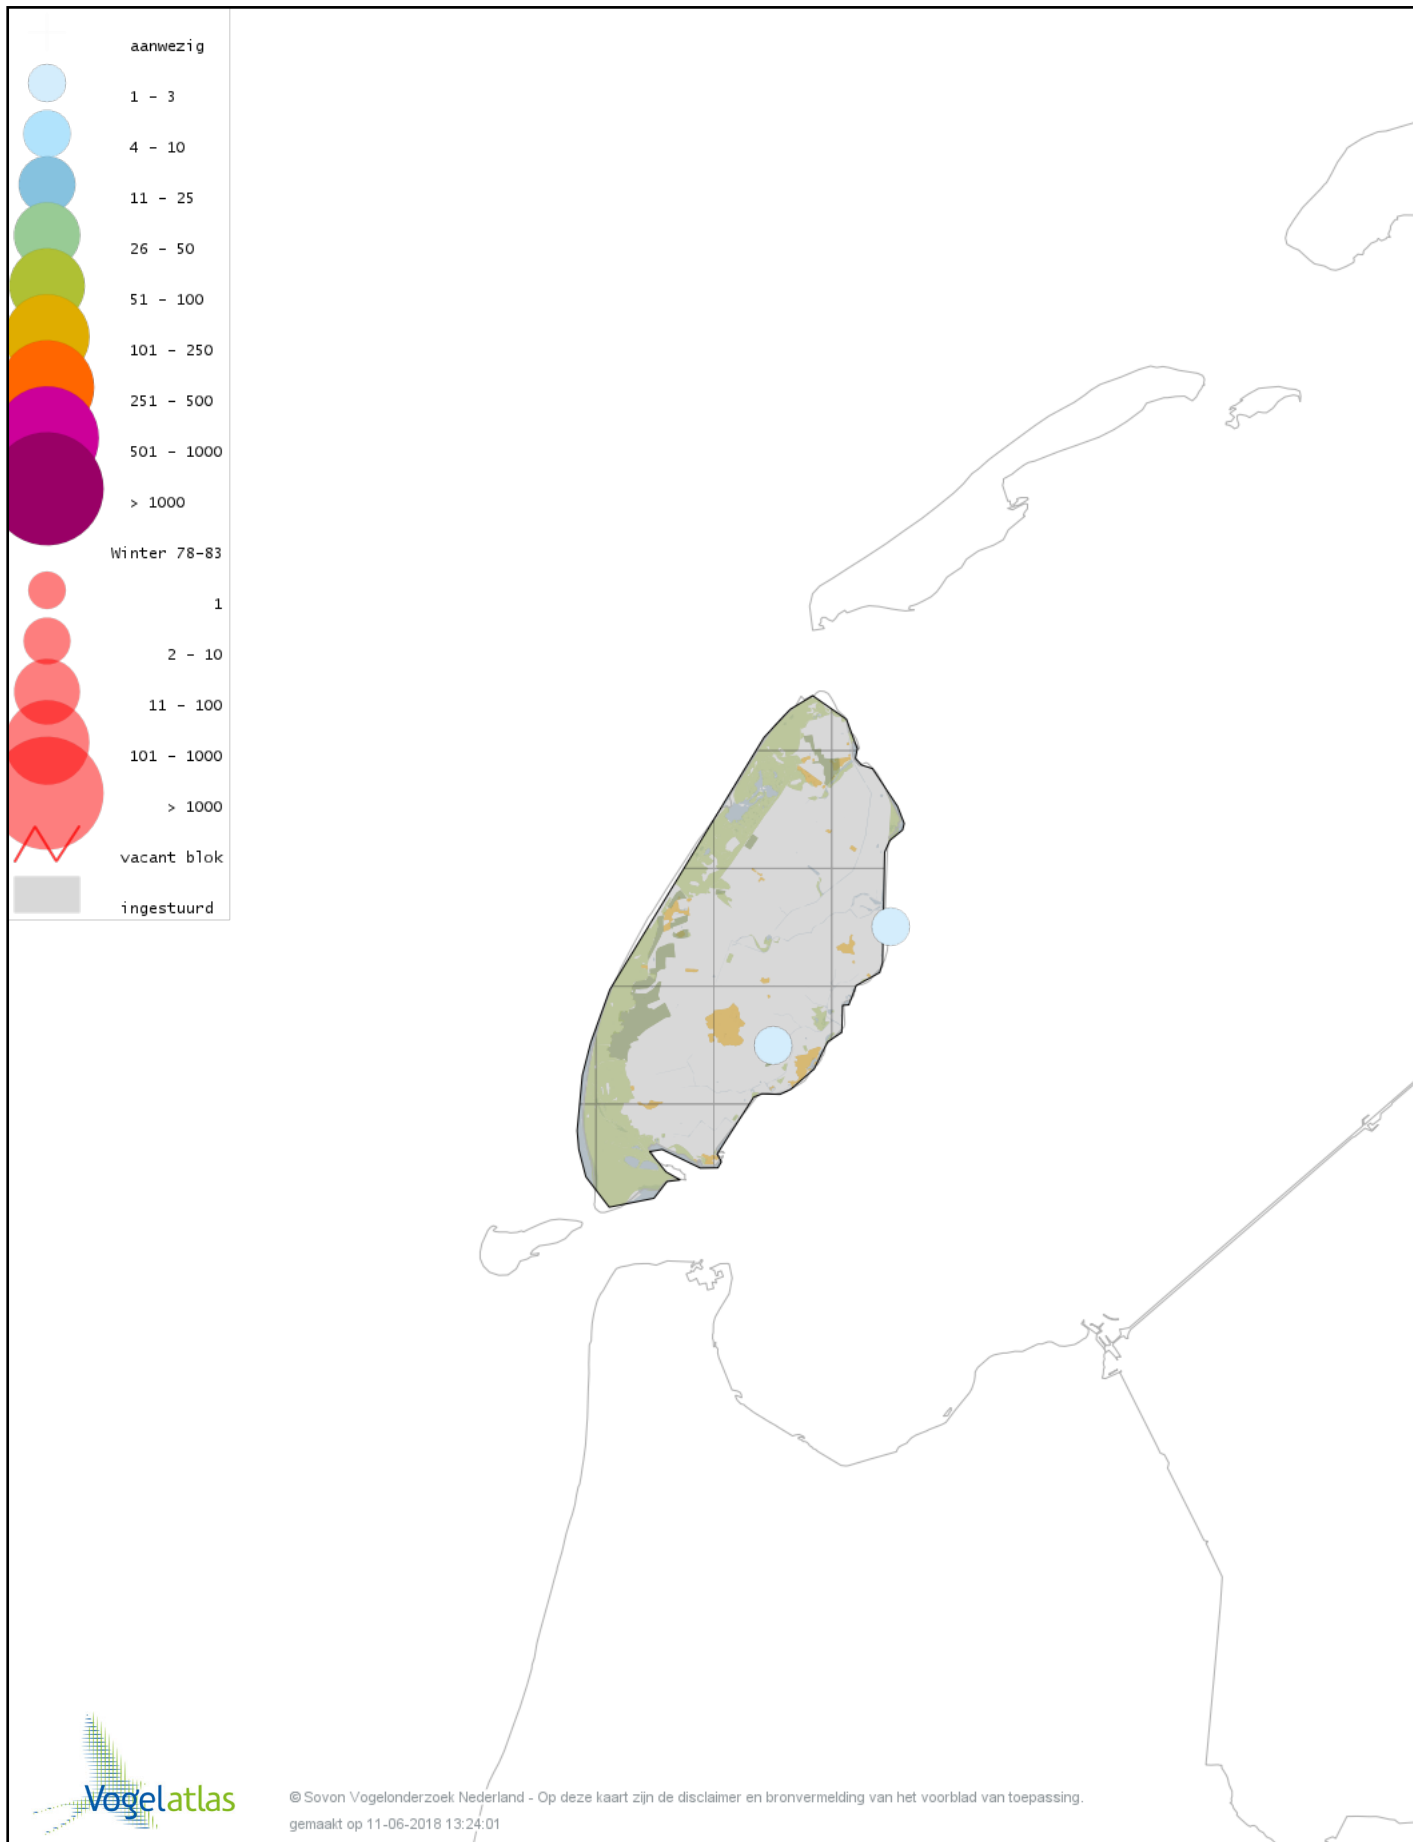 aanwezig
1 - 3
4 - 10
11 - 25
26 - 50
51 - 100
101 - 250
251 - 500
501 - 1000
> 1000
Winter 78-83
1
2 - 10
11 - 100
101 - 1000
> 1000
vacant blok
ingestuurd
Vogelatlas
© Sovon Vogelonderzoek Nederland - Op deze kaart zijn de disclaimer en bronvermelding van het voorblad van toepassing.
gemaakt op 11-06-2018 13:24:01